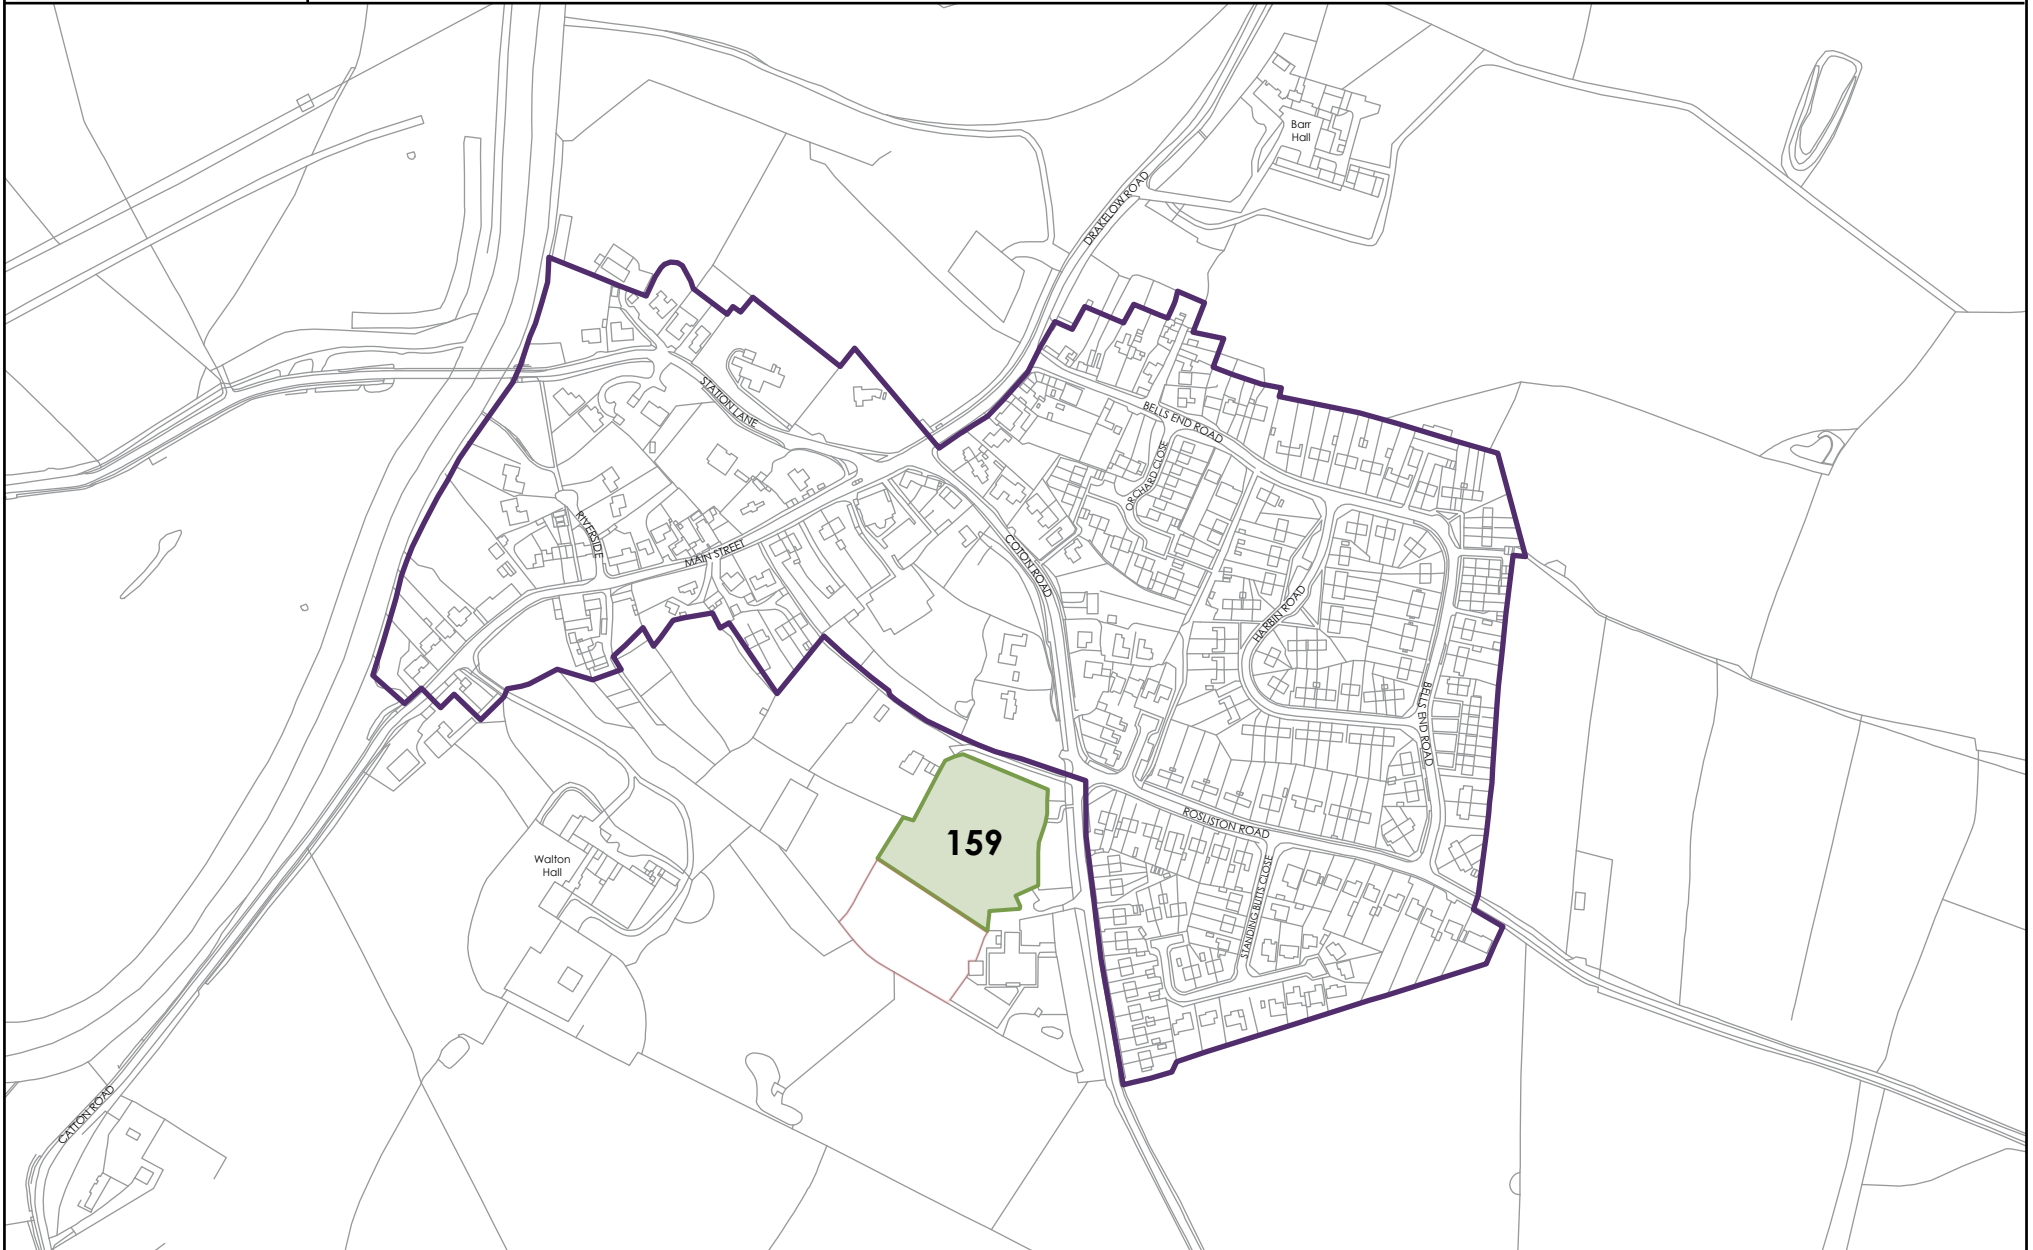 Barr
Hall
DRAKELOW ROAD
STATION LANE
BELLS END ROAD
ORCHARD CLOSE
RIVERSIDE
MAIN STREET
COTON ROAD
HARBIN ROAD
BELLS END ROAD
ROSLISTON ROAD
159
Walton
Hall
STANDING BUTTS CLOSE
CATTON ROAD